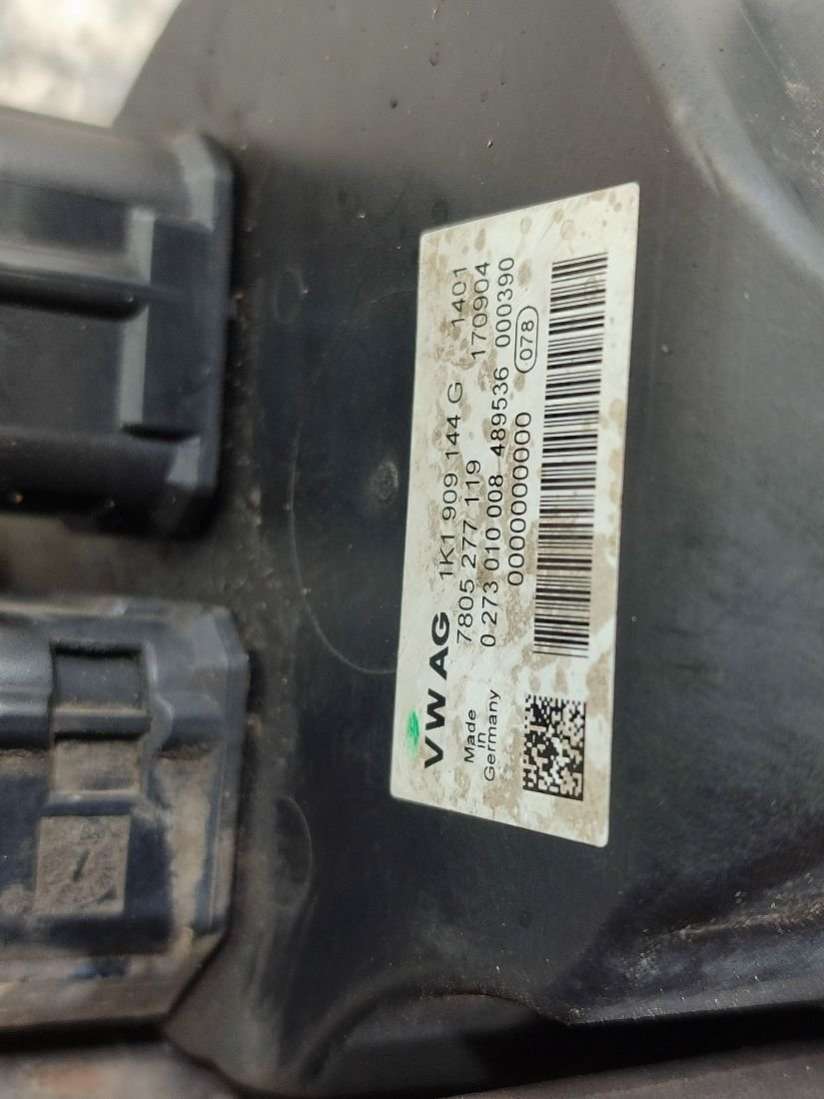 VW AG 1K1 909 144 G 1401
7805 277 119 170904
0 273 010 008 489536 000390
00000000000 078
Made
in
Germany